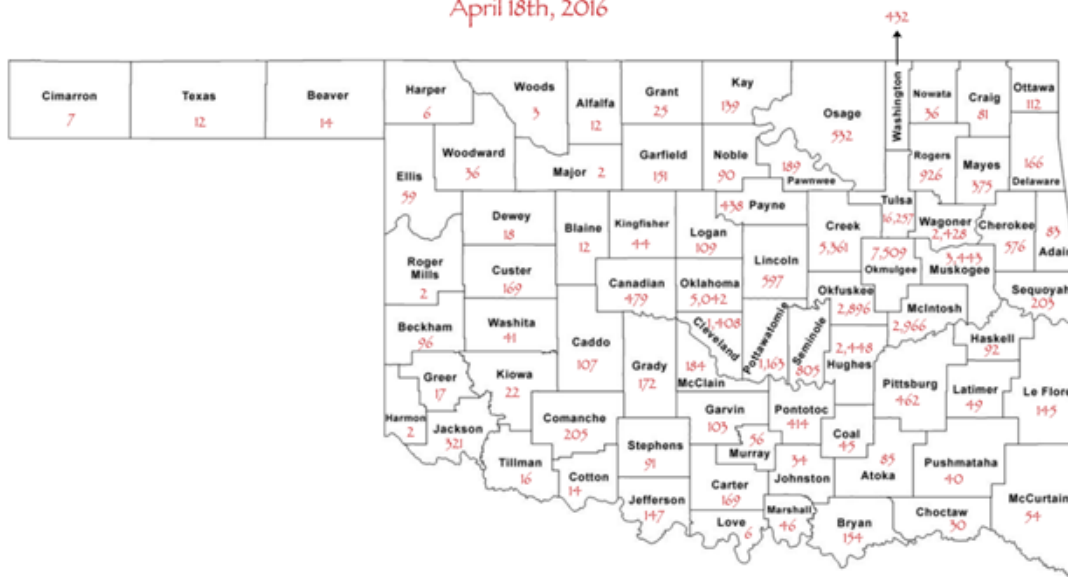 April 18th, 2016
432
Cimarron
7
Texas
12
Beaver
14
Harper
6
Woods
3
Alfalfa
12
Grant
25
Kay
139
Osage
532
Washington
Nowata
36
Craig
81
Ottawa
112
Ellis
59
Woodward
36
Major 2
Garfield
151
Noble
90
189
Pawnwee
Rogers
926
Mayes
375
166
Delaware
Dewey
18
Blaine
12
Kingfisher
44
Logan
109
438 Payne
Creek
5,361
Tulsa
16,257
Wagoner
2,428
Cherokee
576
83
Adair
Roger
Mills
2
Custer
169
Canadian
479
Oklahoma
5,042
Lincoln
597
7,509
Okmulgee
3,443
Muskogee
Sequoyah
203
Beckham
96
Washita
41
Caddo
107
Grady
172
1,408
Cleveland
184
McClain
Pottawatomie
1,163
Seminole
805
Okfuskee
2,896
2,448
Hughes
McIntosh
2,966
Haskell
92
Greer
17
Kiowa
22
Pittsburg
462
Latimer
49
Le Flore
145
Harmon
2
Jackson
321
Comanche
205
Garvin
103
Pontotoc
414
Coal
45
Tillman
16
Cotton
14
Stephens
91
56
Murray
34
Johnston
85
Atoka
Pushmataha
40
Jefferson
147
Carter
169
Love 6
Marshall
46
Bryan
154
Choctaw
30
McCurtain
54